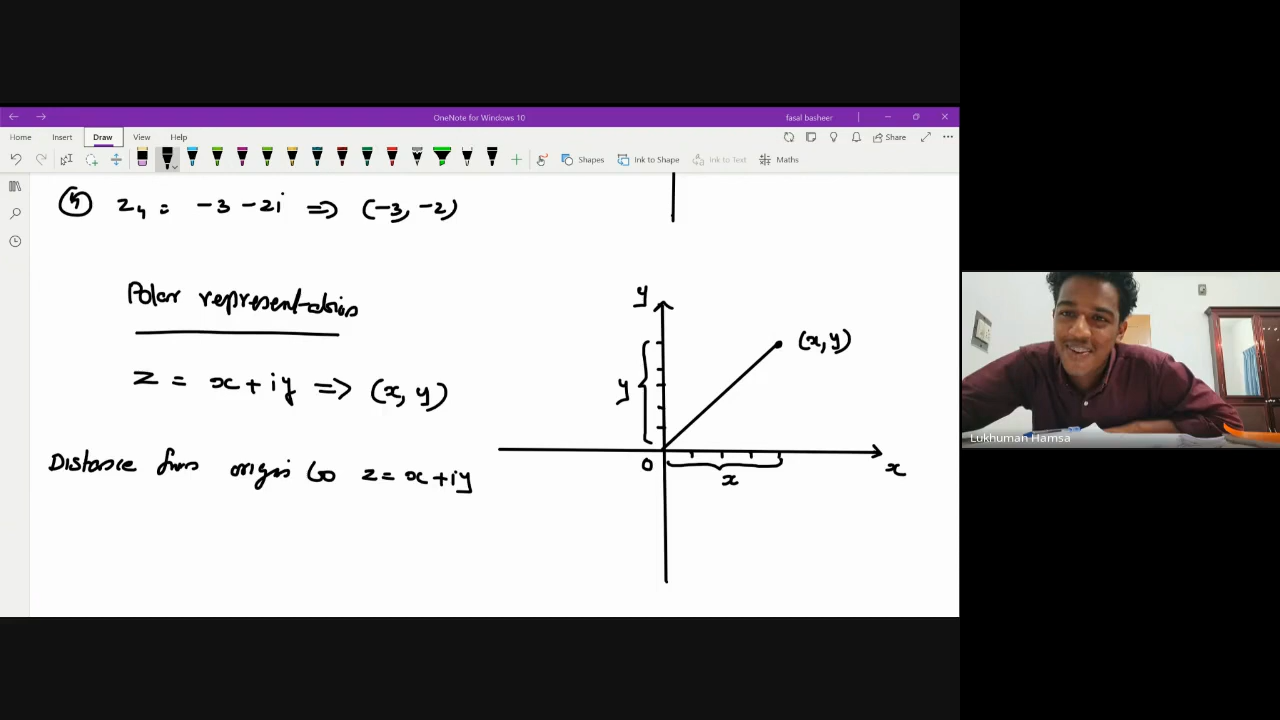 OneNote for Windows 10
fasal basheer
Home Insert Draw View Help
Share
Shapes Ink to Shape Ink to Text Maths
④ z₄ = -3 -2i ⇒ (-3, -2)
Polar representation
z = x + iy ⇒ (x, y)
Distance from origin to z = x + iy
y
(x, y)
y
0
x
x
Lukhuman Hamsa